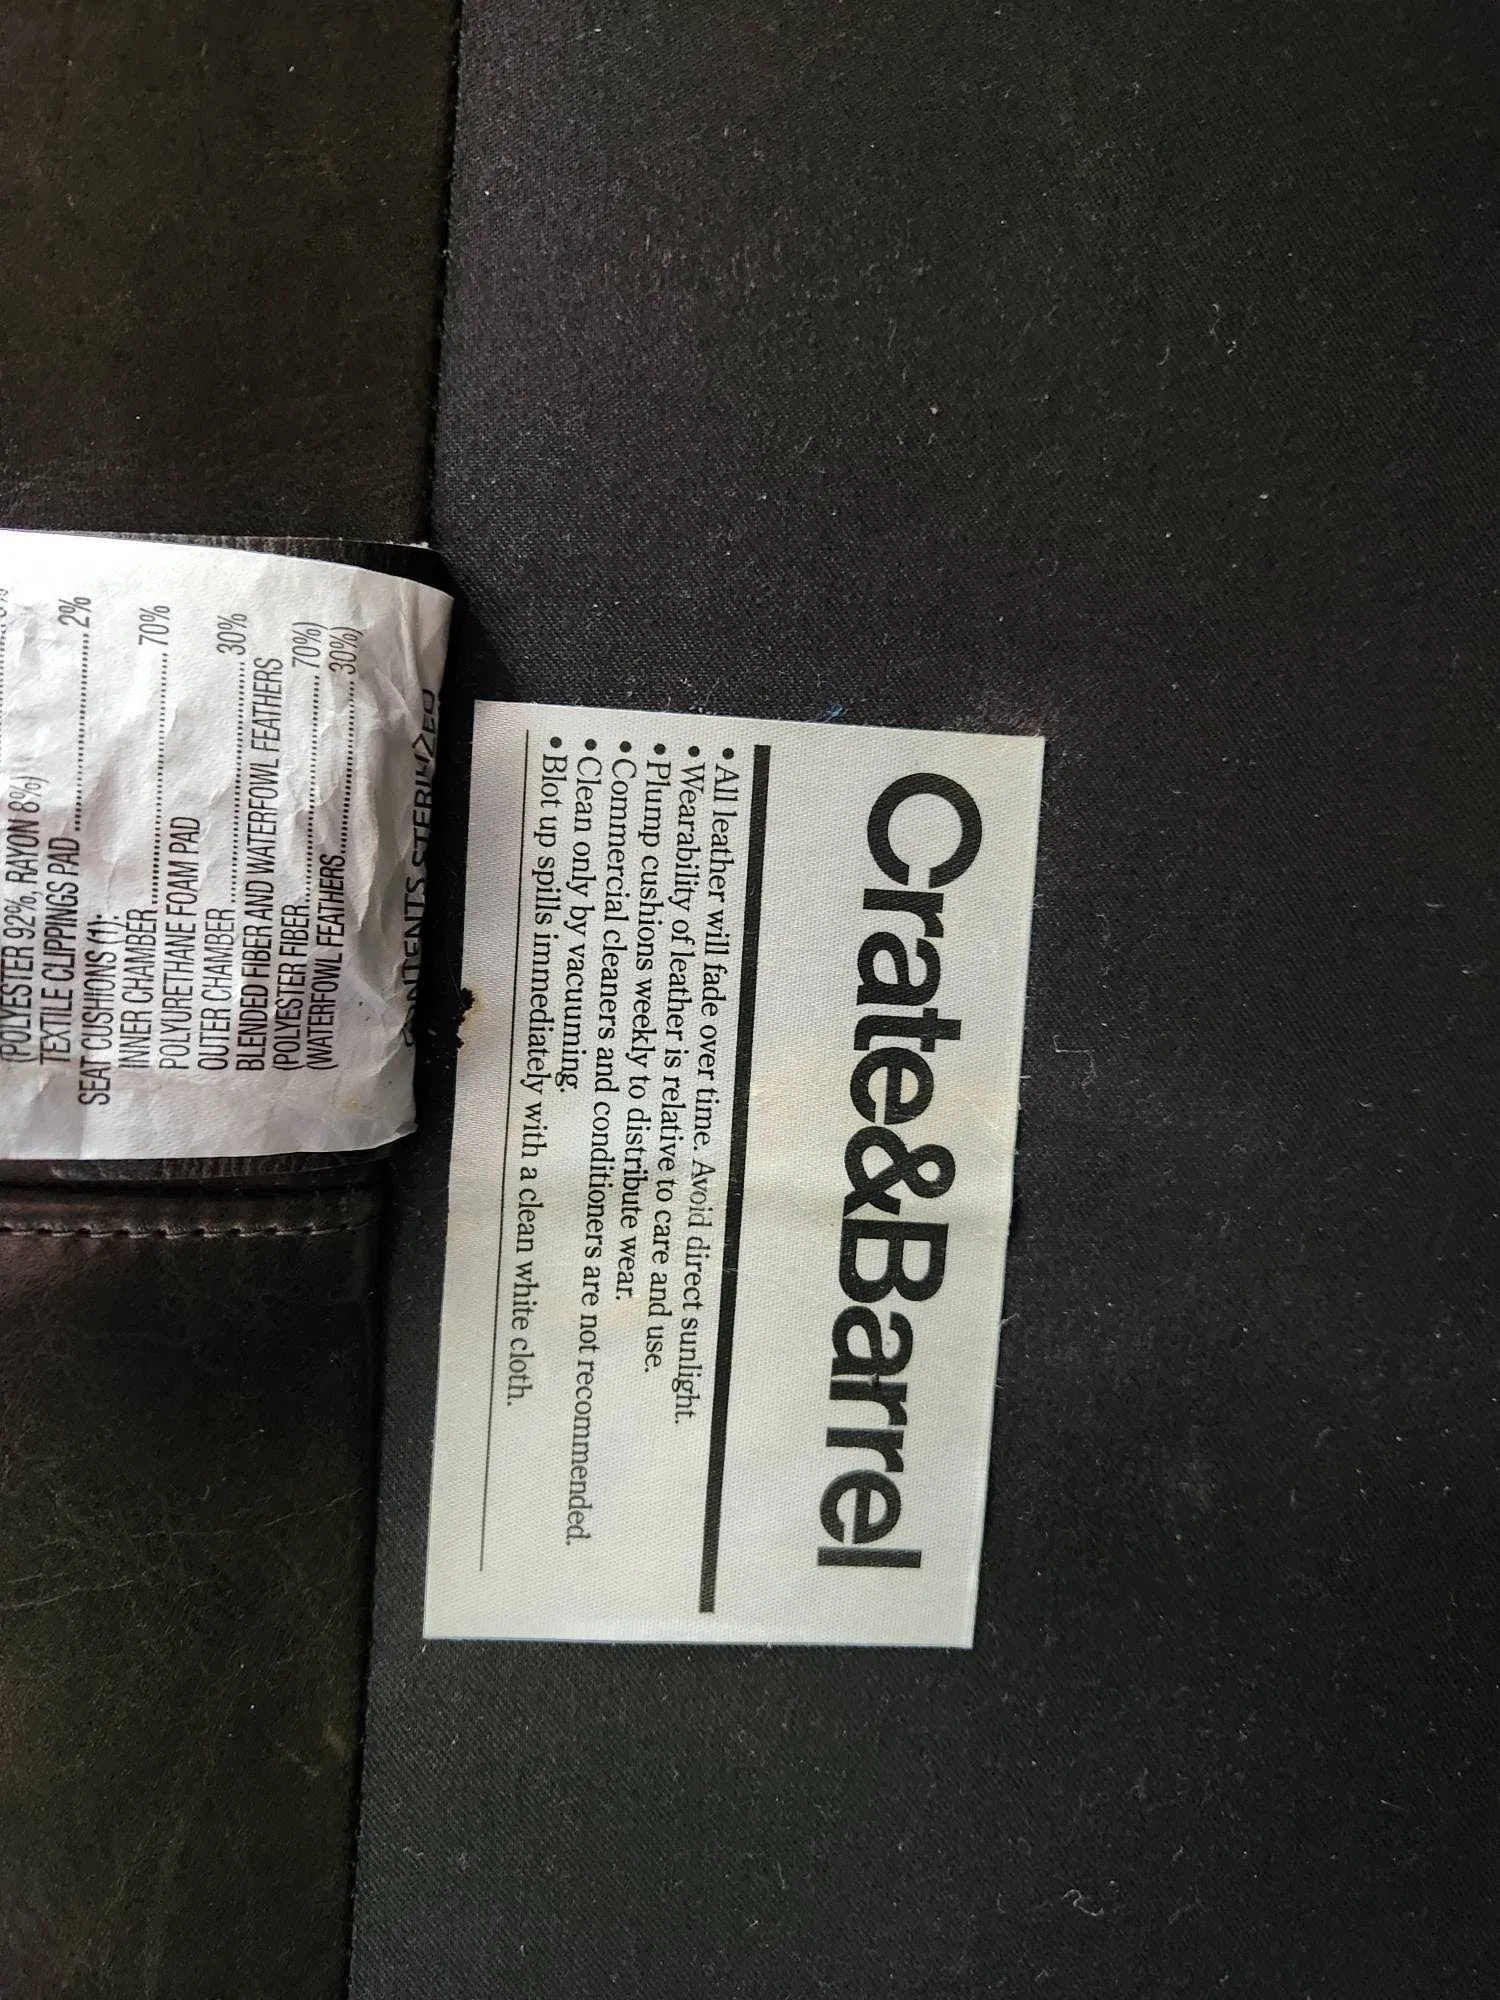 Crate&Barrel
• All leather will fade over time. Avoid direct sunlight.
• Wearability of leather is relative to care and use.
• Plump cushions weekly to distribute wear.
• Commercial cleaners and conditioners are not recommended.
• Clean only by vacuuming.
• Blot up spills immediately with a clean white cloth.
(POLYESTER 92%, RAYON 8%)
TEXTILE CLIPPINGS PAD 2%
SEAT CUSHIONS (1):
INNER CHAMBER 70%
POLYURETHANE FOAM PAD
OUTER CHAMBER 30%
BLENDED FIBER AND WATERFOWL FEATHERS
(POLYESTER FIBER 70%)
(WATERFOWL FEATHERS 30%)
STERILIZED